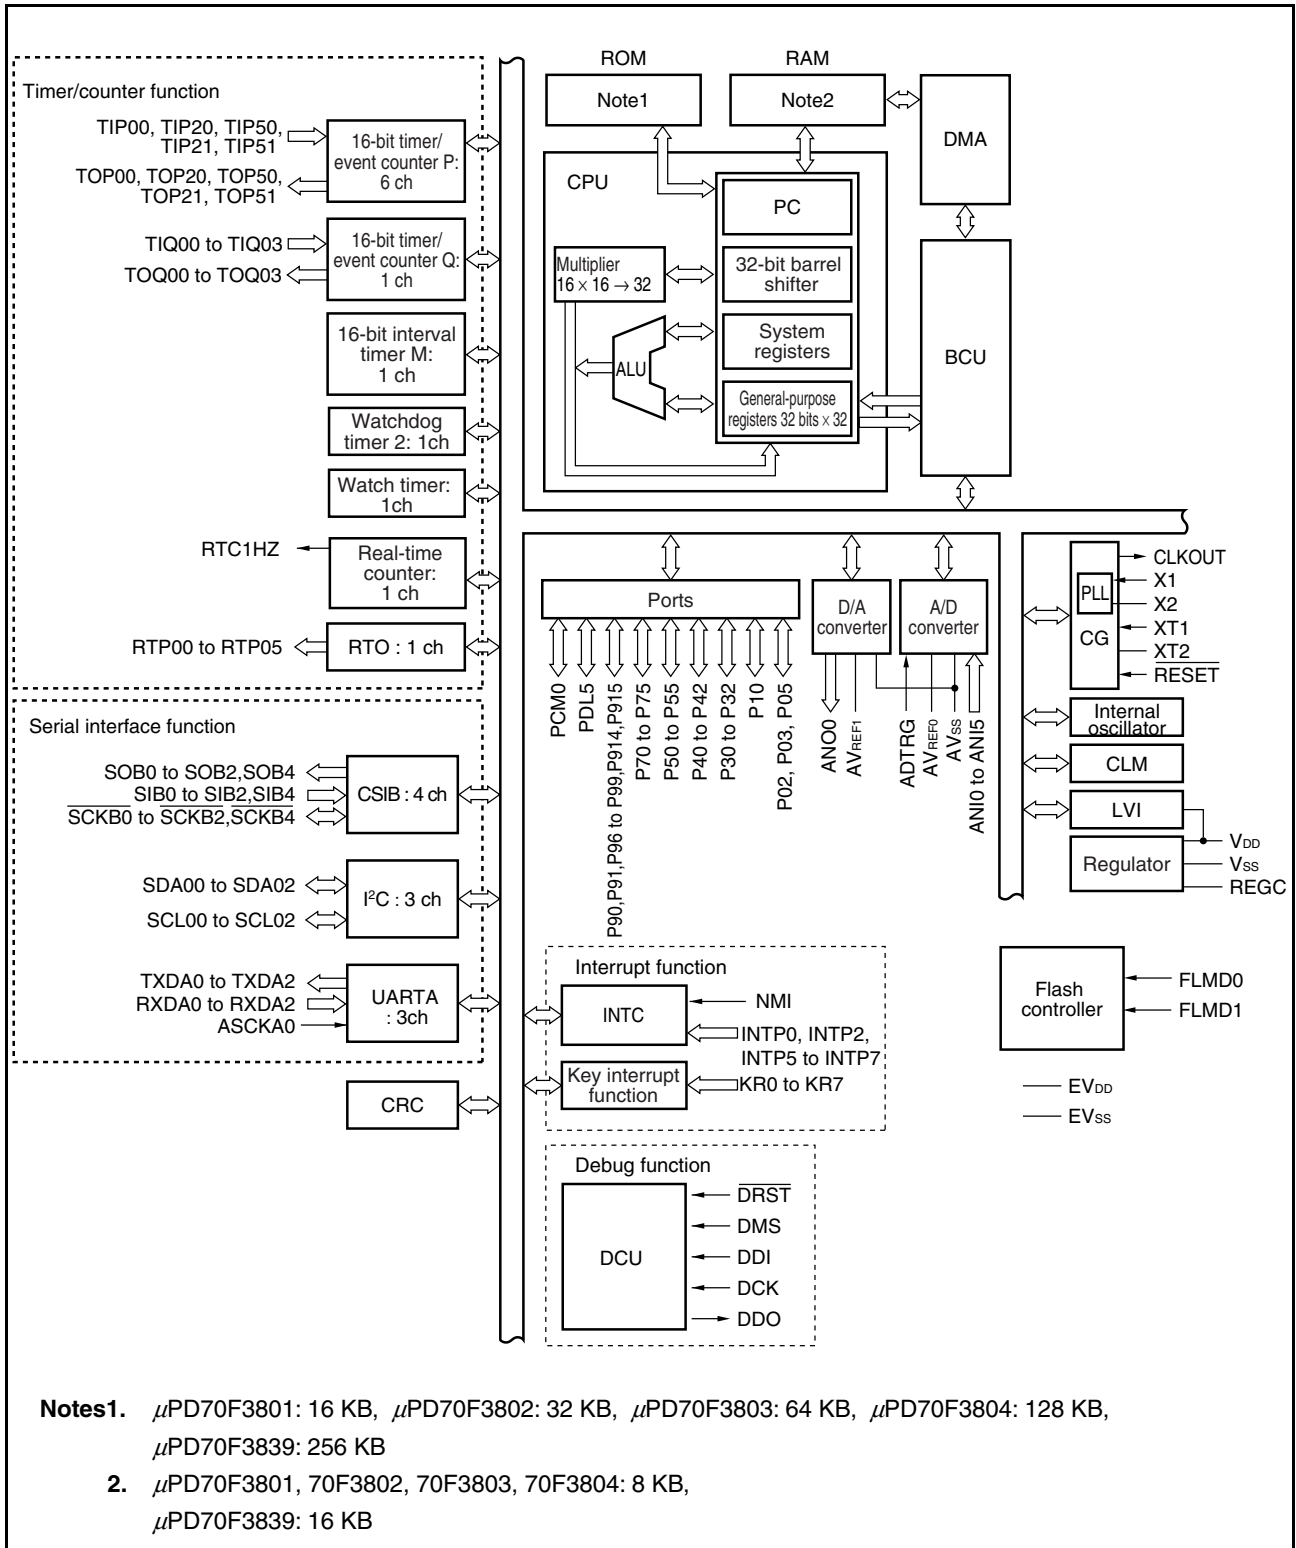 Timer/counter function
TIP00, TIP20, TIP50,
TIP21, TIP51
TOP00, TOP20, TOP50,
TOP21, TOP51
16-bit timer/
event counter P:
6 ch
TIQ00 to TIQ03
TOQ00 to TOQ03
16-bit timer/
event counter Q:
1 ch
16-bit interval
timer M:
1 ch
Watchdog
timer 2: 1ch
Watch timer:
1ch
RTC1HZ
Real-time
counter:
1 ch
RTP00 to RTP05
RTO : 1 ch
Serial interface function
SOB0 to SOB2,SOB4
SIB0 to SIB2,SIB4
SCKB0 to SCKB2,SCKB4
CSIB : 4 ch
SDA00 to SDA02
SCL00 to SCL02
I²C : 3 ch
TXDA0 to TXDA2
RXDA0 to RXDA2
ASCKA0
UARTA
: 3ch
CRC
ROM
Note1
RAM
Note2
DMA
CPU
PC
Multiplier
16 × 16 → 32
32-bit barrel
shifter
ALU
System
registers
General-purpose
registers 32 bits × 32
BCU
Ports
PCM0
PDL5
P90,P91,P96 to P99,P914,P915
P70 to P75
P50 to P55
P40 to P42
P30 to P32
P10
P02, P03, P05
D/A
converter
ANO0
AVREF1
A/D
converter
ADTRG
AVREF0
AVSS
ANI0 to ANI5
PLL
CG
CLKOUT
X1
X2
XT1
XT2
RESET
Internal
oscillator
CLM
LVI
Regulator
VDD
VSS
REGC
Flash
controller
FLMD0
FLMD1
EVDD
EVSS
Interrupt function
INTC
NMI
INTP0, INTP2,
INTP5 to INTP7
Key interrupt
function
KR0 to KR7
Debug function
DCU
DRST
DMS
DDI
DCK
DDO
Notes1. μPD70F3801: 16 KB, μPD70F3802: 32 KB, μPD70F3803: 64 KB, μPD70F3804: 128 KB,
μPD70F3839: 256 KB
2. μPD70F3801, 70F3802, 70F3803, 70F3804: 8 KB,
μPD70F3839: 16 KB